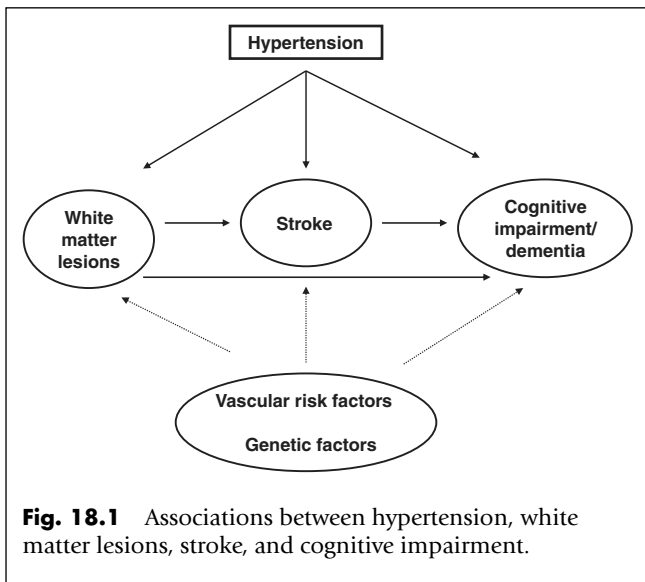 Hypertension
White
matter
lesions
Stroke
Cognitive
impairment/
dementia
Vascular risk factors
Genetic factors
Fig. 18.1 Associations between hypertension, white
matter lesions, stroke, and cognitive impairment.